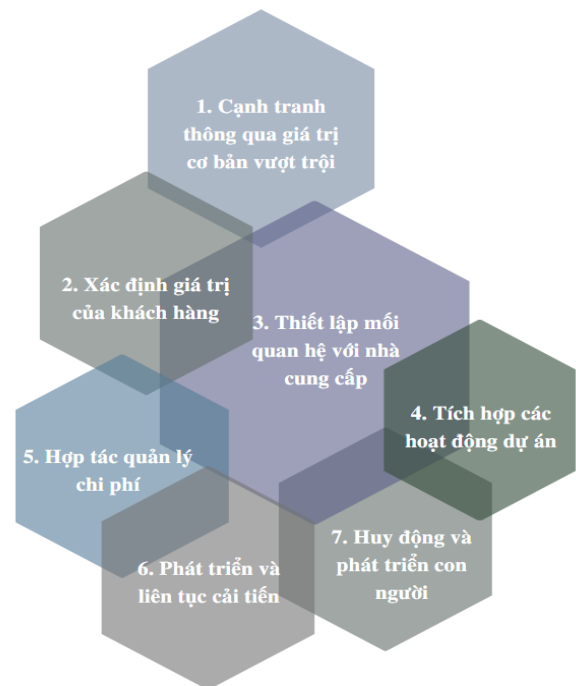 1. Cạnh tranh
thông qua giá trị
cơ bản vượt trội
2. Xác định giá trị
của khách hàng
3. Thiết lập mối
quan hệ với nhà
cung cấp
4. Tích hợp các
hoạt động dự án
5. Hợp tác quản lý
chi phí
6. Phát triển và
liên tục cải tiến
7. Huy động và
phát triển con
người